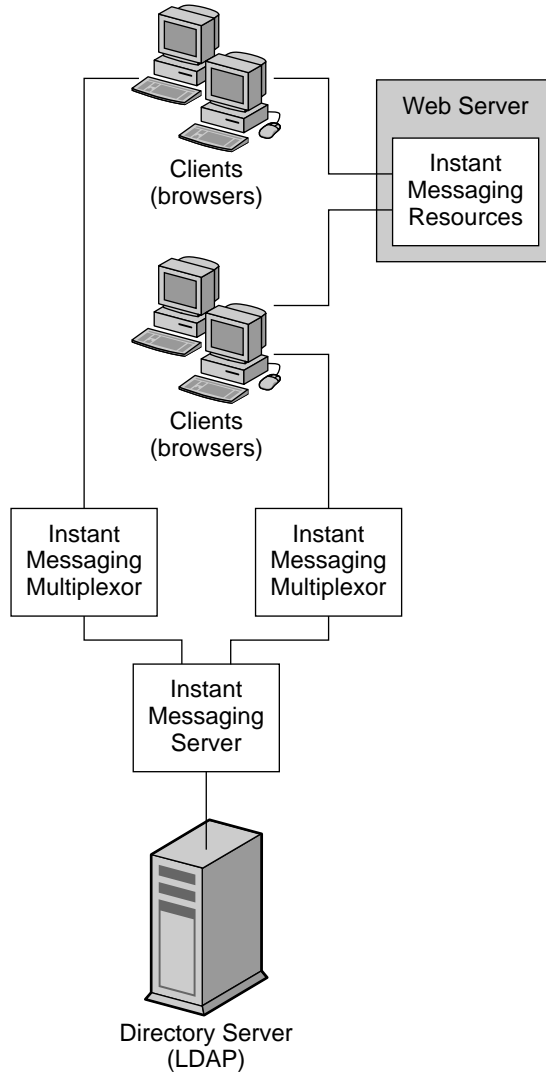 Web Server
Instant
Messaging
Resources
Clients
(browsers)
Clients
(browsers)
Instant
Messaging
Multiplexor
Instant
Messaging
Multiplexor
Instant
Messaging
Server
Directory Server
(LDAP)